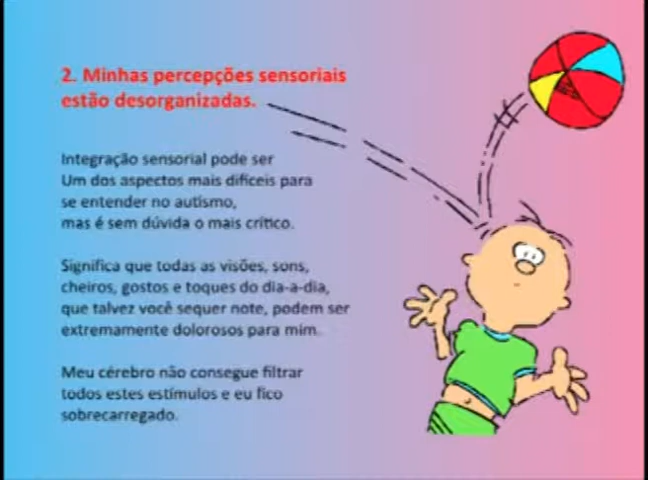 2. Minhas percepções sensoriais
estão desorganizadas.
Integração sensorial pode ser
Um dos aspectos mais difíceis para
se entender no autismo,
mas é sem dúvida o mais crítico.
Significa que todas as visões, sons,
cheiros, gostos e toques do dia-a-dia,
que talvez você sequer note, podem ser
extremamente dolorosos para mim.
Meu cérebro não consegue filtrar
todos estes estímulos e eu fico
sobrecarregado.